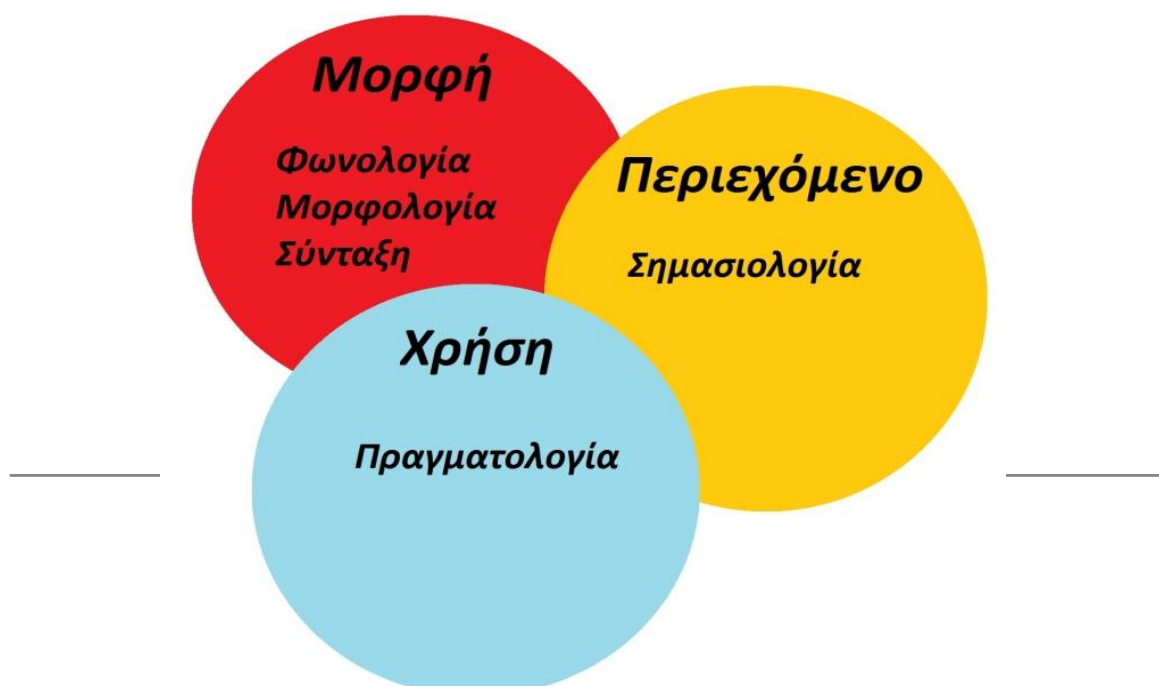 Μορφή
Φωνολογία
Μορφολογία
Σύνταξη
Περιεχόμενο
Σημασιολογία
Χρήση
Πραγματολογία